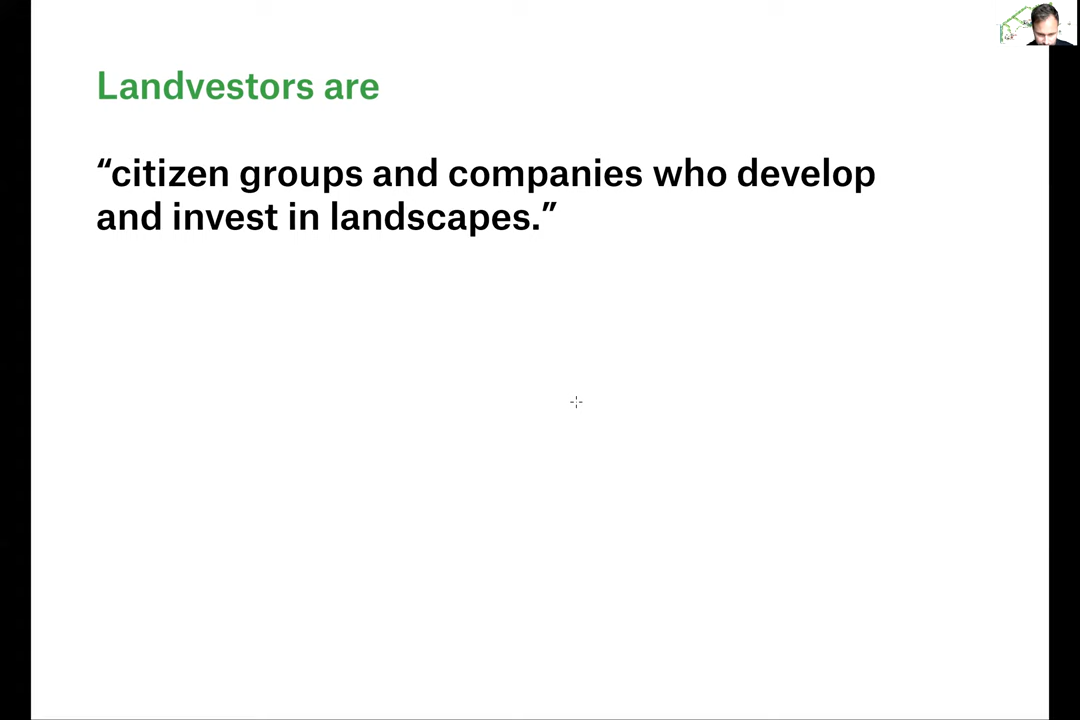 Landvestors are
“citizen groups and companies who develop
and invest in landscapes.”